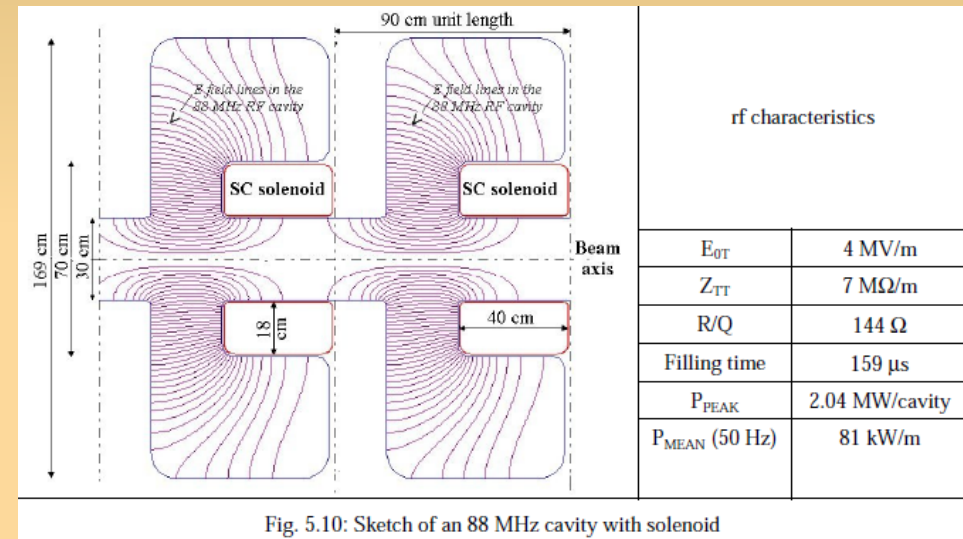 90 cm unit length
E field lines in the
88 MHz RF cavity
E field lines in the
88 MHz RF cavity
SC solenoid
SC solenoid
169 cm
70 cm
30 cm
Beam
axis
18
cm
40 cm
rf characteristics
E0T 4 MV/m
ZTT 7 MΩ/m
R/Q 144 Ω
Filling time 159 μs
PPEAK 2.04 MW/cavity
PMEAN (50 Hz) 81 kW/m
Fig. 5.10: Sketch of an 88 MHz cavity with solenoid